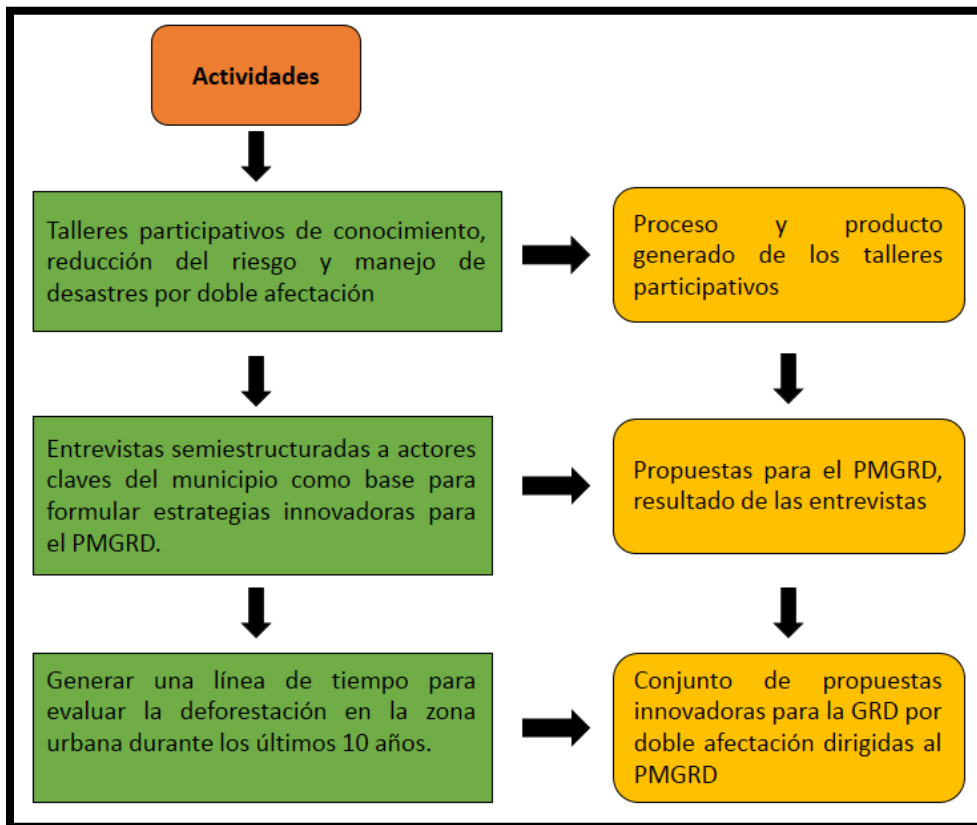 Actividades
Talleres participativos de conocimiento,
reducción del riesgo y manejo de
desastres por doble afectación
Proceso y producto
generado de los talleres
participativos
Entrevistas semiestructuradas a actores
claves del municipio como base para
formular estrategias innovadoras para
el PMGRD.
Propuestas para el PMGRD,
resultado de las entrevistas
Generar una línea de tiempo para
evaluar la deforestación en la zona
urbana durante los últimos 10 años.
Conjunto de propuestas
innovadoras para la GRD por
doble afectación dirigidas al
PMGRD